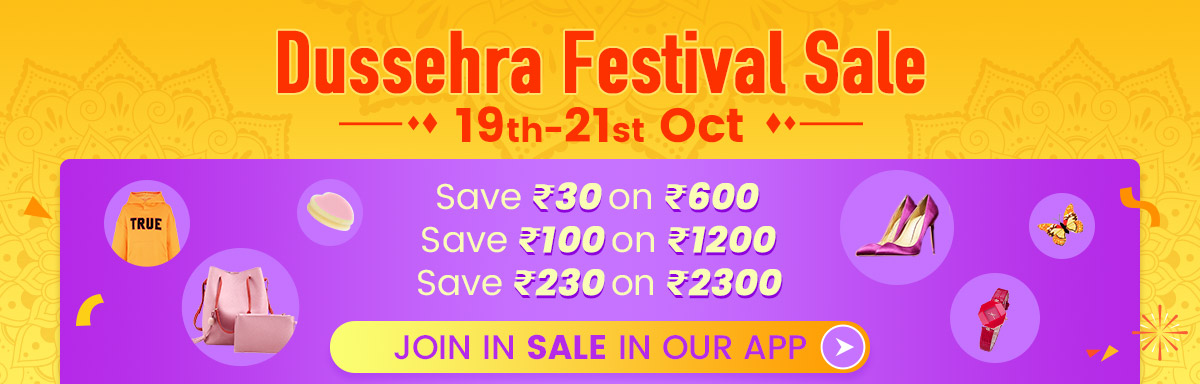 Dussehra Festival Sale
19th-21st Oct
Save ₹30 on ₹600
Save ₹100 on ₹1200
Save ₹230 on ₹2300
TRUE
JOIN IN SALE IN OUR APP